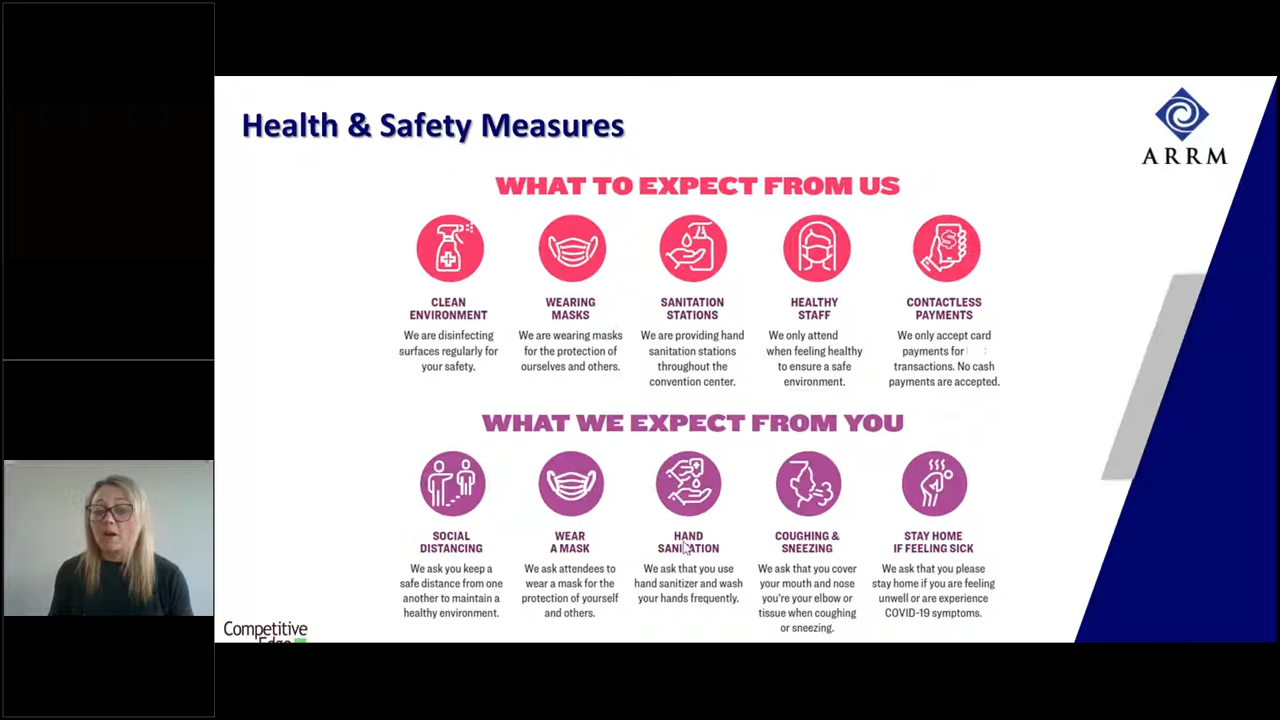 Health & Safety Measures
ARRM
WHAT TO EXPECT FROM US
CLEAN
ENVIRONMENT
We are disinfecting
surfaces regularly for
your safety.
WEARING
MASKS
We are wearing masks
for the protection of
ourselves and others.
SANITATION
STATIONS
We are providing hand
sanitation stations
throughout the
convention center.
HEALTHY
STAFF
We only attend
when feeling healthy
to ensure a safe
environment.
CONTACTLESS
PAYMENTS
We only accept card
payments for
transactions. No cash
payments are accepted.
WHAT WE EXPECT FROM YOU
SOCIAL
DISTANCING
We ask you keep a
safe distance from one
another to maintain a
healthy environment.
WEAR
A MASK
We ask attendees to
wear a mask for the
protection of yourself
and others.
HAND
SANITATION
We ask that you use
hand sanitizer and wash
your hands frequently.
COUGHING &
SNEEZING
We ask that you cover
your mouth and nose
you're your elbow or
tissue when coughing
or sneezing.
STAY HOME
IF FEELING SICK
We ask that you please
stay home if you are feeling
unwell or are experience
COVID-19 symptoms.
Competitive
Edge